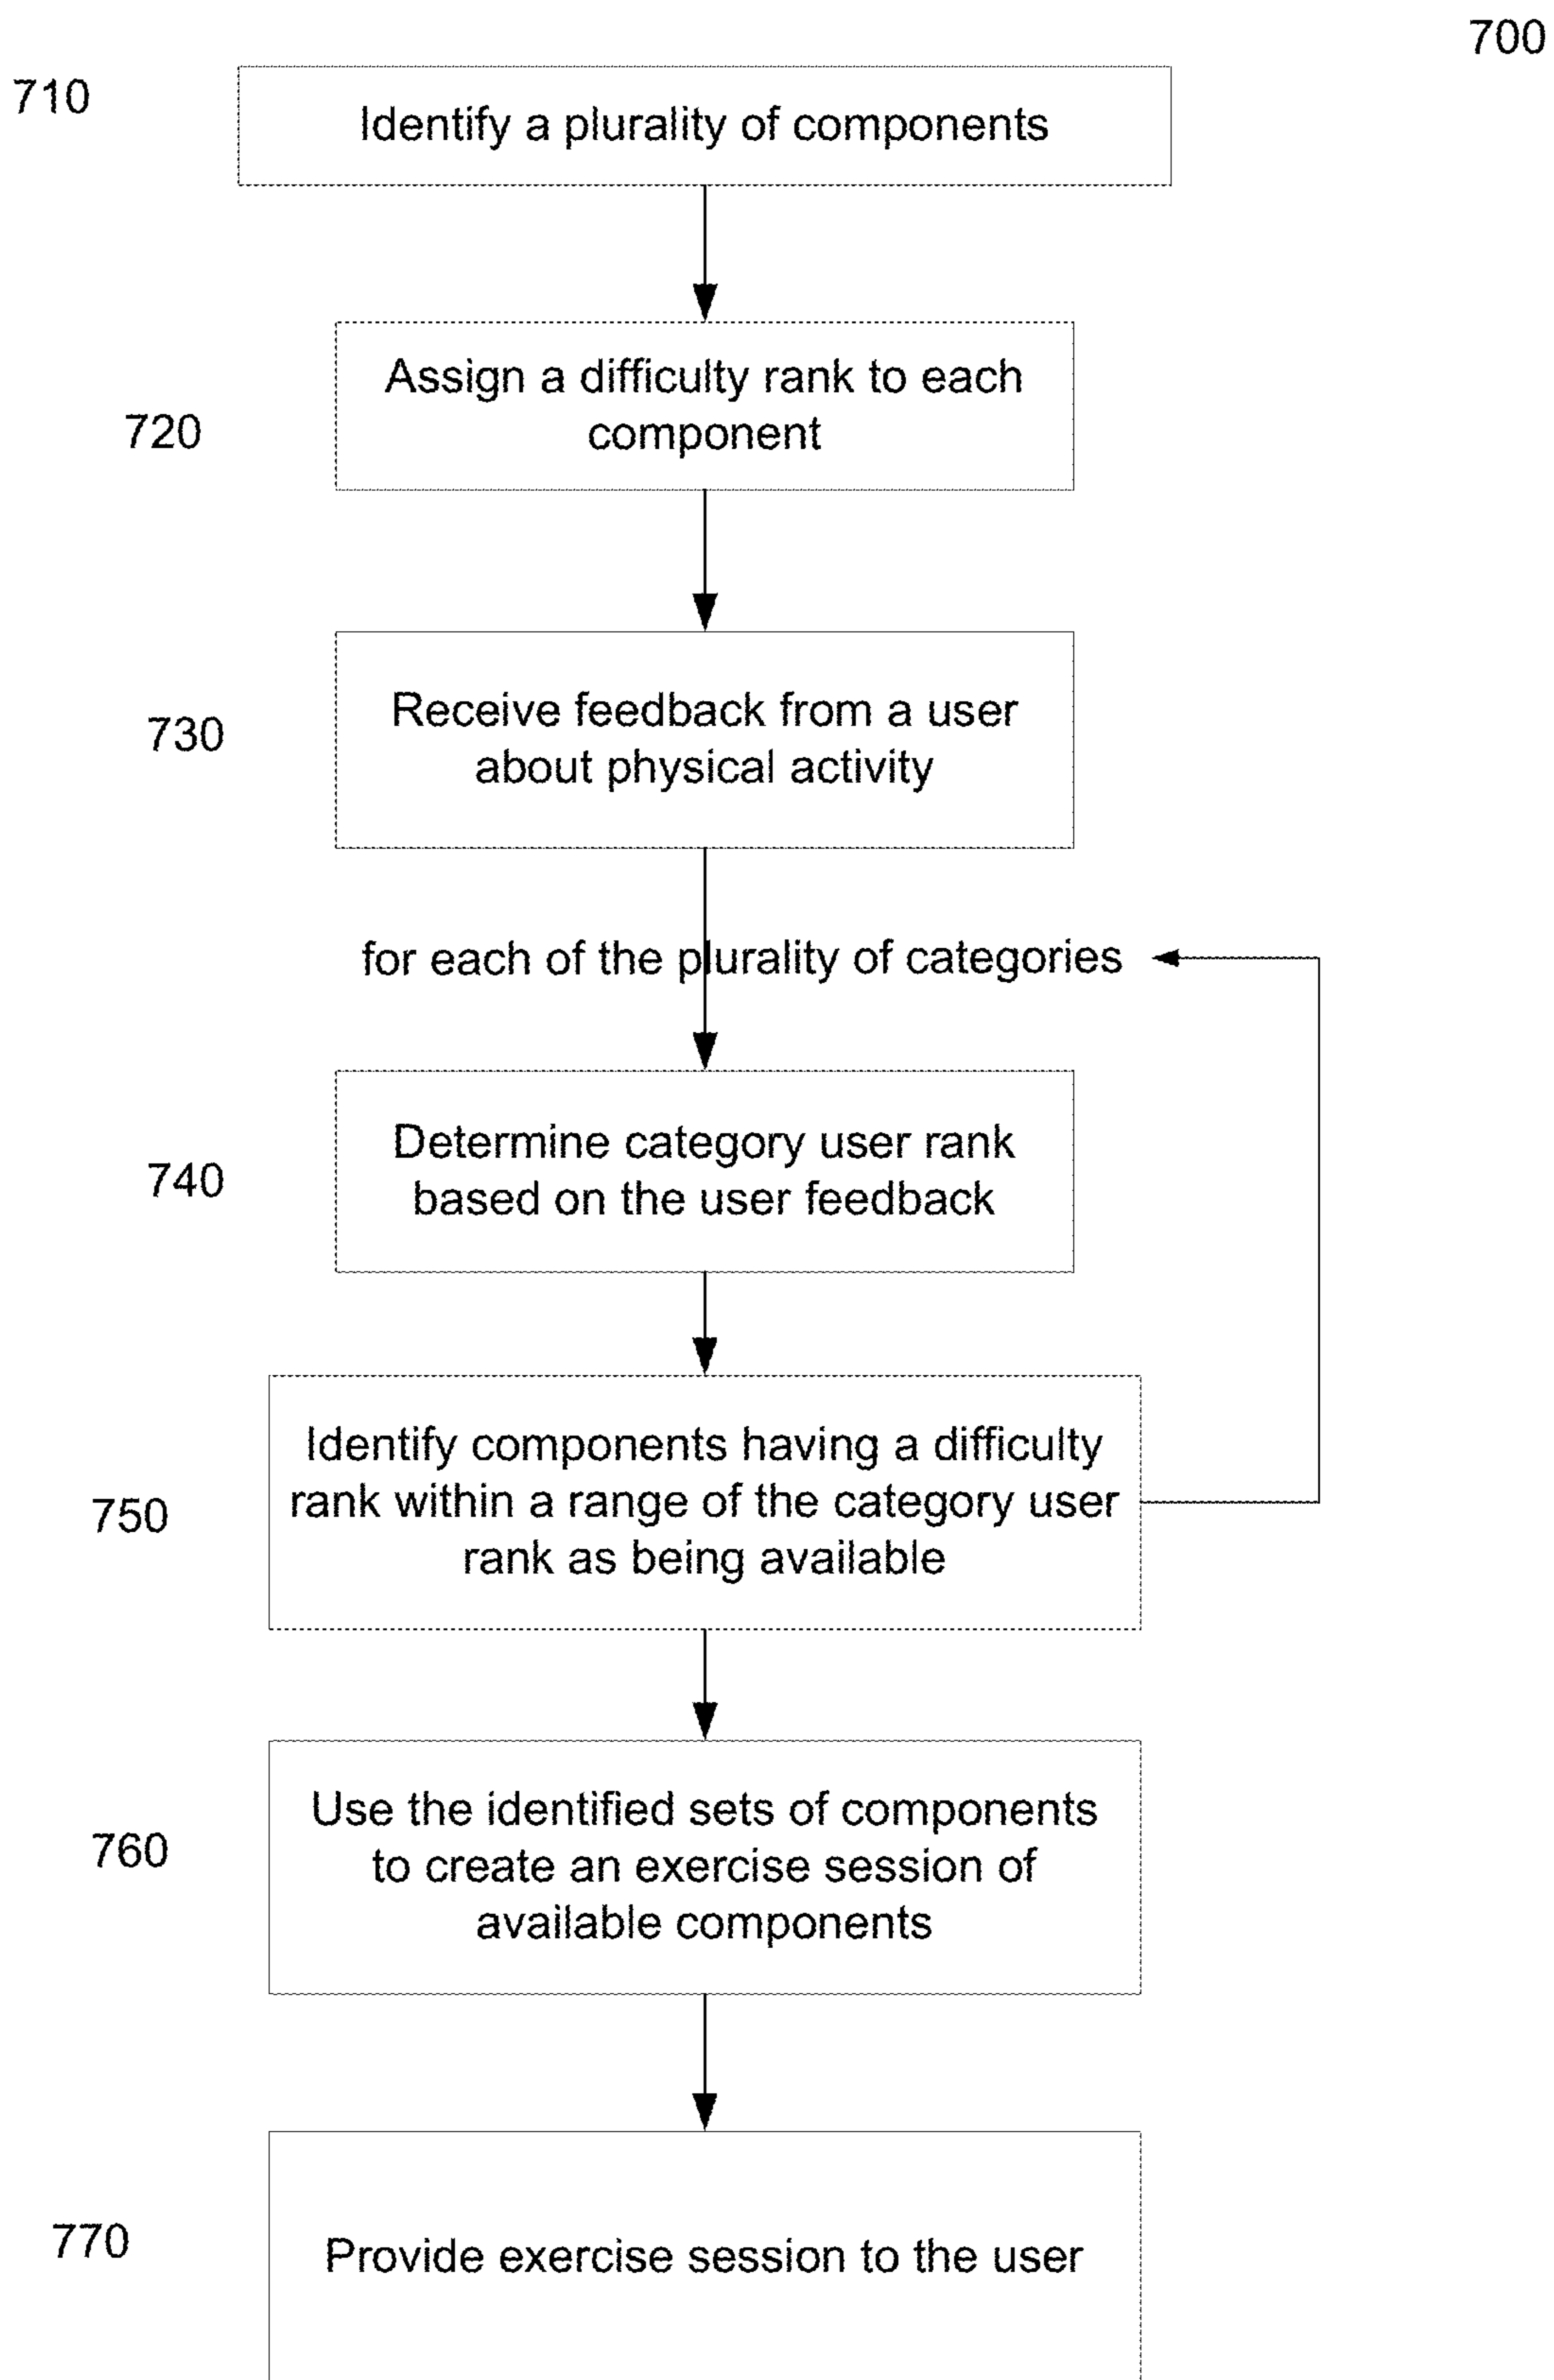 700
710
Identify a plurality of components
Assign a difficulty rank to each
component
720
Receive feedback from a user
about physical activity
730
for each of the plurality of categories
Determine category user rank
based on the user feedback
740
Identify components having a difficulty
rank within a range of the category user
rank as being available
750
Use the identified sets of components
to create an exercise session of
available components
760
770
Provide exercise session to the user